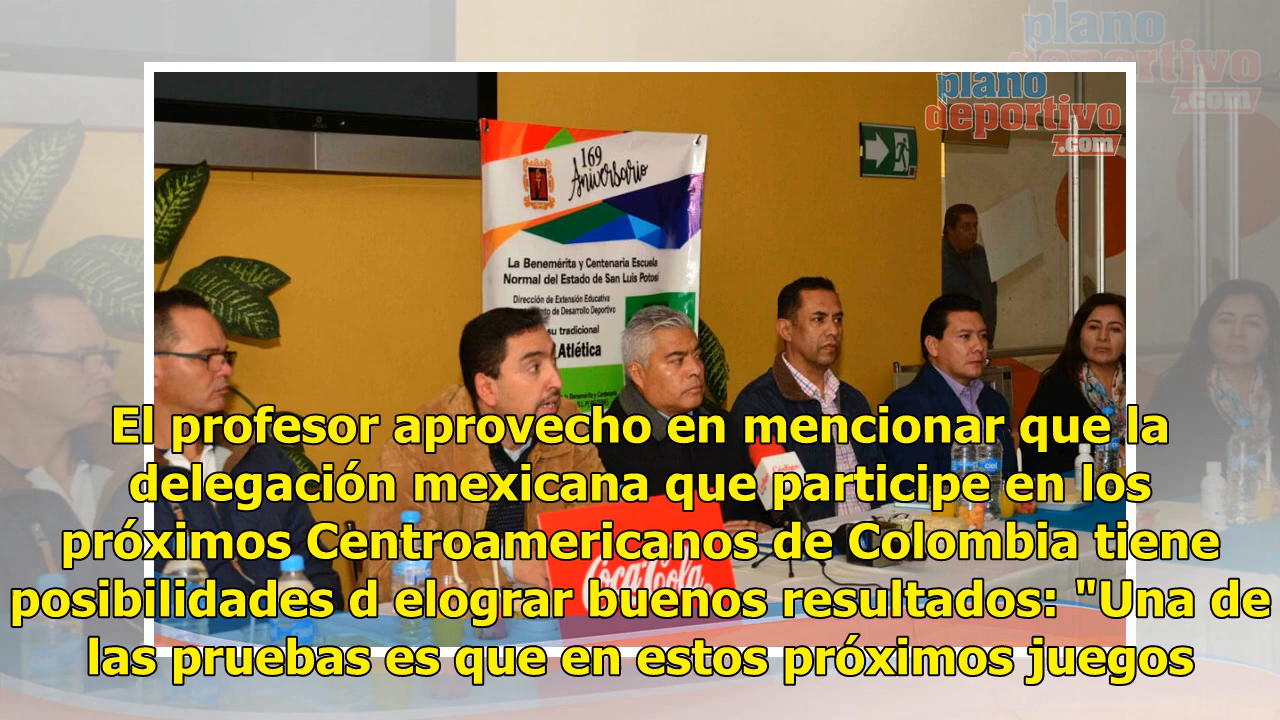 plano
deportivo
.com
plano
deportivo
.com
169
Aniversario
La Benemérita y Centenaria Escuela
Normal del Estado de San Luis Potosí
Dirección de Extensión Educativa
de Desarrollo Deportivo
su tradicional
Atlética
El profesor aprovecho en mencionar que la
delegación mexicana que participe en los
próximos Centroamericanos de Colombia tiene
Coca-Cola
posibilidades d elograr buenos resultados: "Una de
las pruebas es que en estos próximos juegos